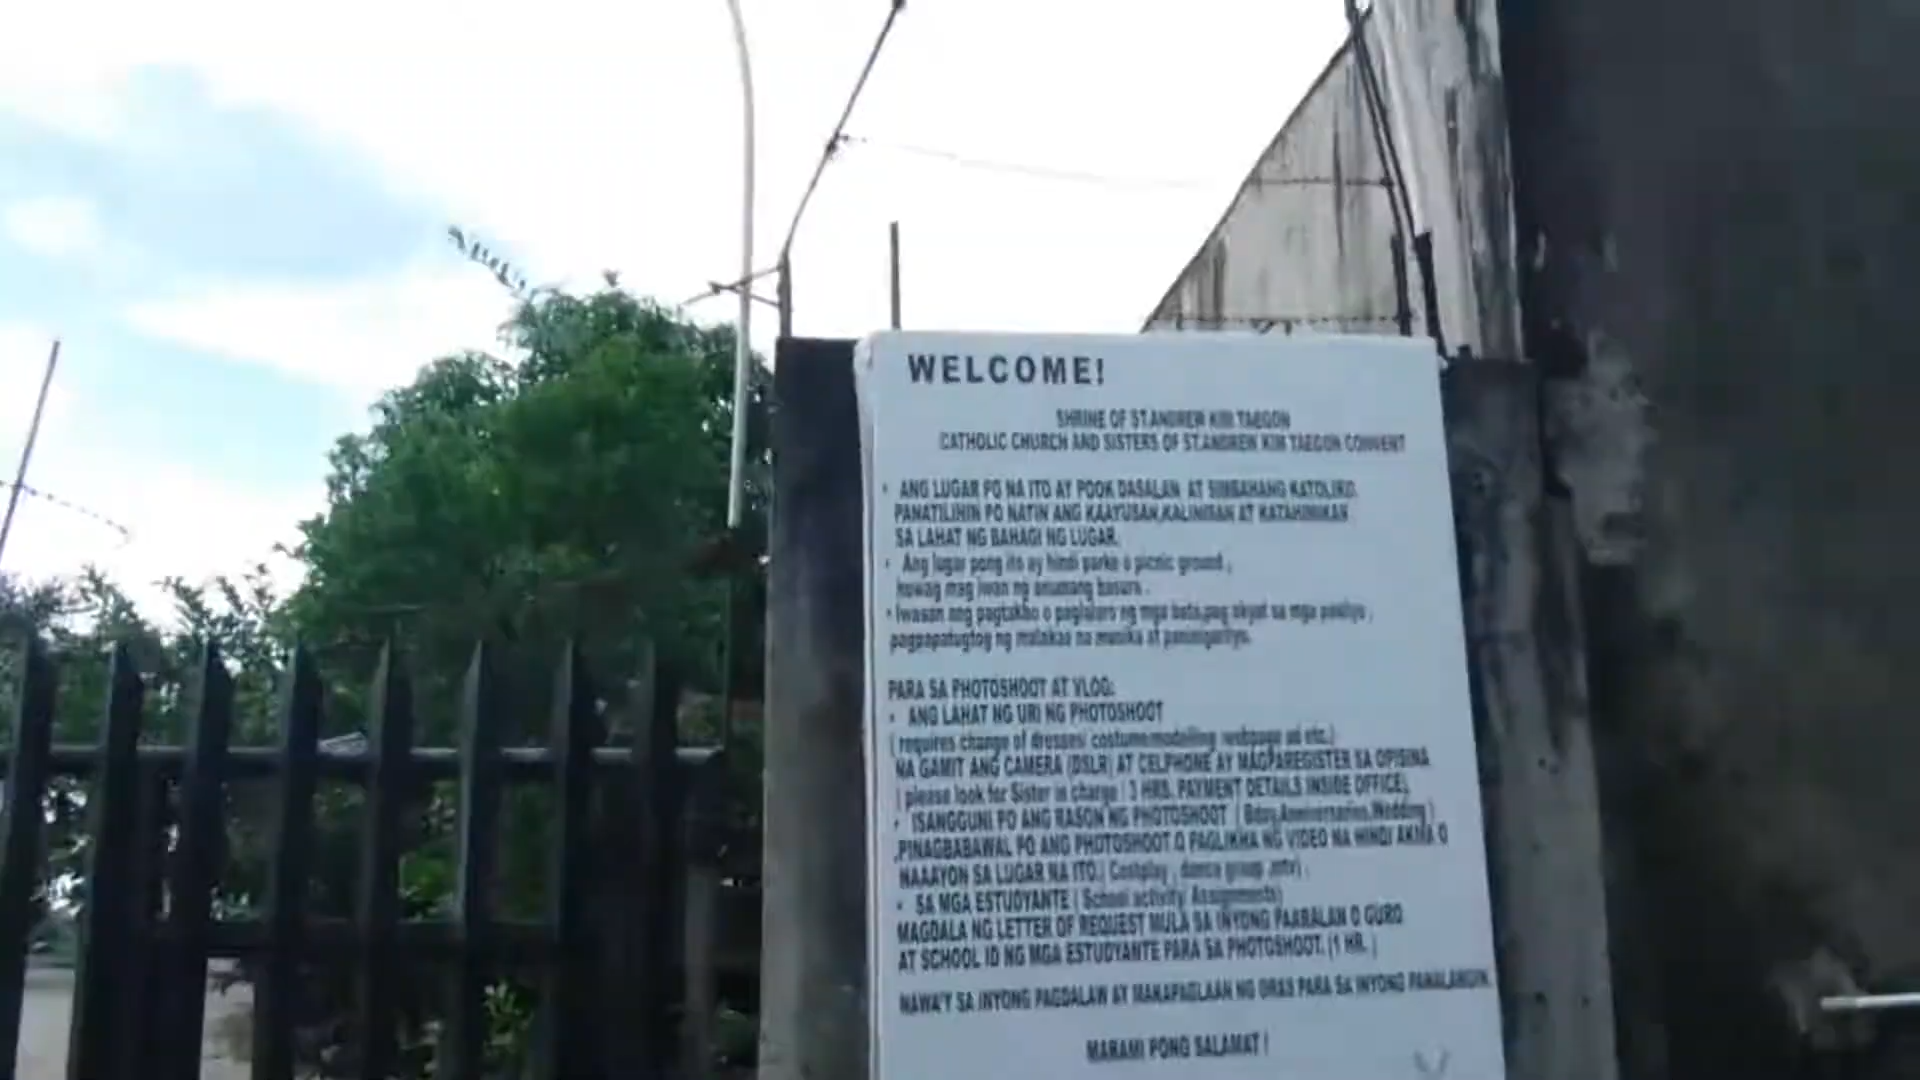 WELCOME!
SHRINE OF ST.ANDREW KIM TAEGON
CATHOLIC CHURCH AND SISTERS OF ST.ANDREW KIM TAEGON CONVENT
• ANG LUGAR PO NA ITO AY POOK DASALAN AT SIMBAHANG KATOLIKO.
PANATILIHIN PO NATIN ANG KAAYUSAN,KALINISAN AT KATAHIMIKAN
SA LAHAT NG BAHAGI NG LUGAR.
• Ang lugar pong ito ay hindi parke o picnic ground ,
huwag mag iwan ng anumang basura .
• Iwasan ang pagtakbo o paglalaro ng mga bata,pag akyat sa mga ,
pagpapatugtog ng malakas na musika at paninigarilyo.
PARA SA PHOTOSHOOT AT VLOG:
• ANG LAHAT NG URI NG PHOTOSHOOT
( requires change of dresses/ costume/modelling /webpage ad etc.)
NA GAMIT ANG CAMERA (DSLR) AT CELPHONE AY MAGPAREGISTER SA OPISINA
( please look for Sister in charge ( 3 HRS. PAYMENT DETAILS INSIDE OFFICE).
• ISANGGUNI PO ANG RASON NG PHOTOSHOOT ( Bday,Anniversaries,Wedding )
,PINAGBABAWAL PO ANG PHOTOSHOOT O PAGLIKHA NG VIDEO NA HINDI AKMA O
NAAAYON SA LUGAR NA ITO.( Costplay , dance group ,mtv) .
• SA MGA ESTUDYANTE ( School activity, Assignments)
MAGDALA NG LETTER OF REQUEST MULA SA INYONG PAARALAN O GURO
AT SCHOOL ID NG MGA ESTUDYANTE PARA SA PHOTOSHOOT. (1 HR. )
NAWA'Y SA INYONG PAGDALAW AY MAKAPAGLAAN NG ORAS PARA SA INYONG PANALANGIN.
MARAMI PONG SALAMAT !